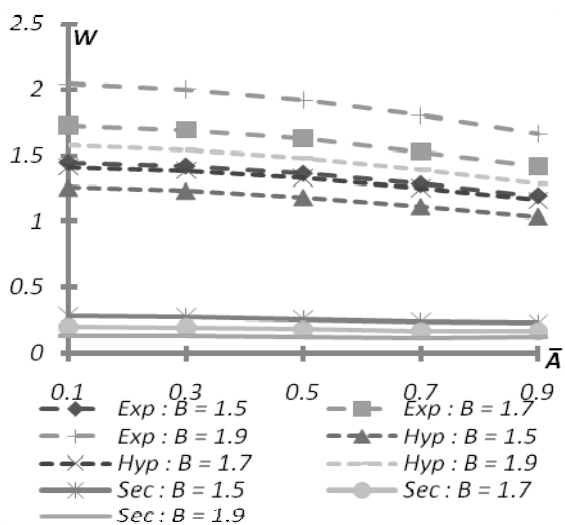 2.5
W
2
1.5
1
0.5
0
Ā
0.1 0.3 0.5 0.7 0.9
Exp : B = 1.5 Exp : B = 1.7
Exp : B = 1.9 Hyp : B = 1.5
Hyp : B = 1.7 Hyp : B = 1.9
Sec : B = 1.5 Sec : B = 1.7
Sec : B = 1.9